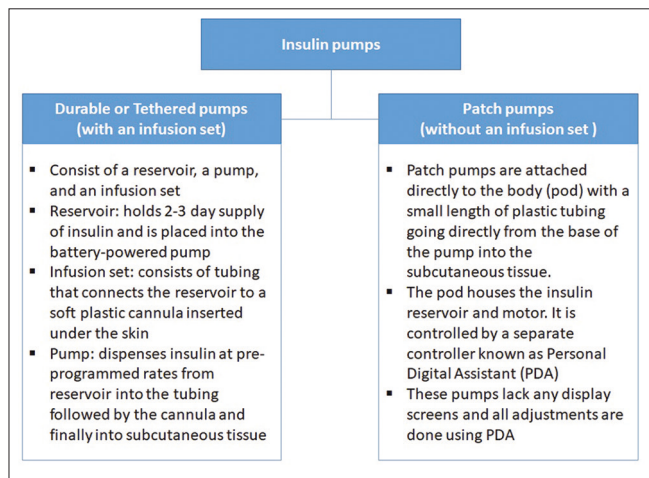 Insulin pumps
Durable or Tethered pumps
(with an infusion set)
▪ Consist of a reservoir, a pump,
and an infusion set
▪ Reservoir: holds 2-3 day supply
of insulin and is placed into the
battery-powered pump
▪ Infusion set: consists of tubing
that connects the reservoir to a
soft plastic cannula inserted
under the skin
▪ Pump: dispenses insulin at pre-
programmed rates from
reservoir into the tubing
followed by the cannula and
finally into subcutaneous tissue
Patch pumps
(without an infusion set )
▪ Patch pumps are attached
directly to the body (pod) with a
small length of plastic tubing
going directly from the base of
the pump into the
subcutaneous tissue.
▪ The pod houses the insulin
reservoir and motor. It is
controlled by a separate
controller known as Personal
Digital Assistant (PDA)
▪ These pumps lack any display
screens and all adjustments are
done using PDA